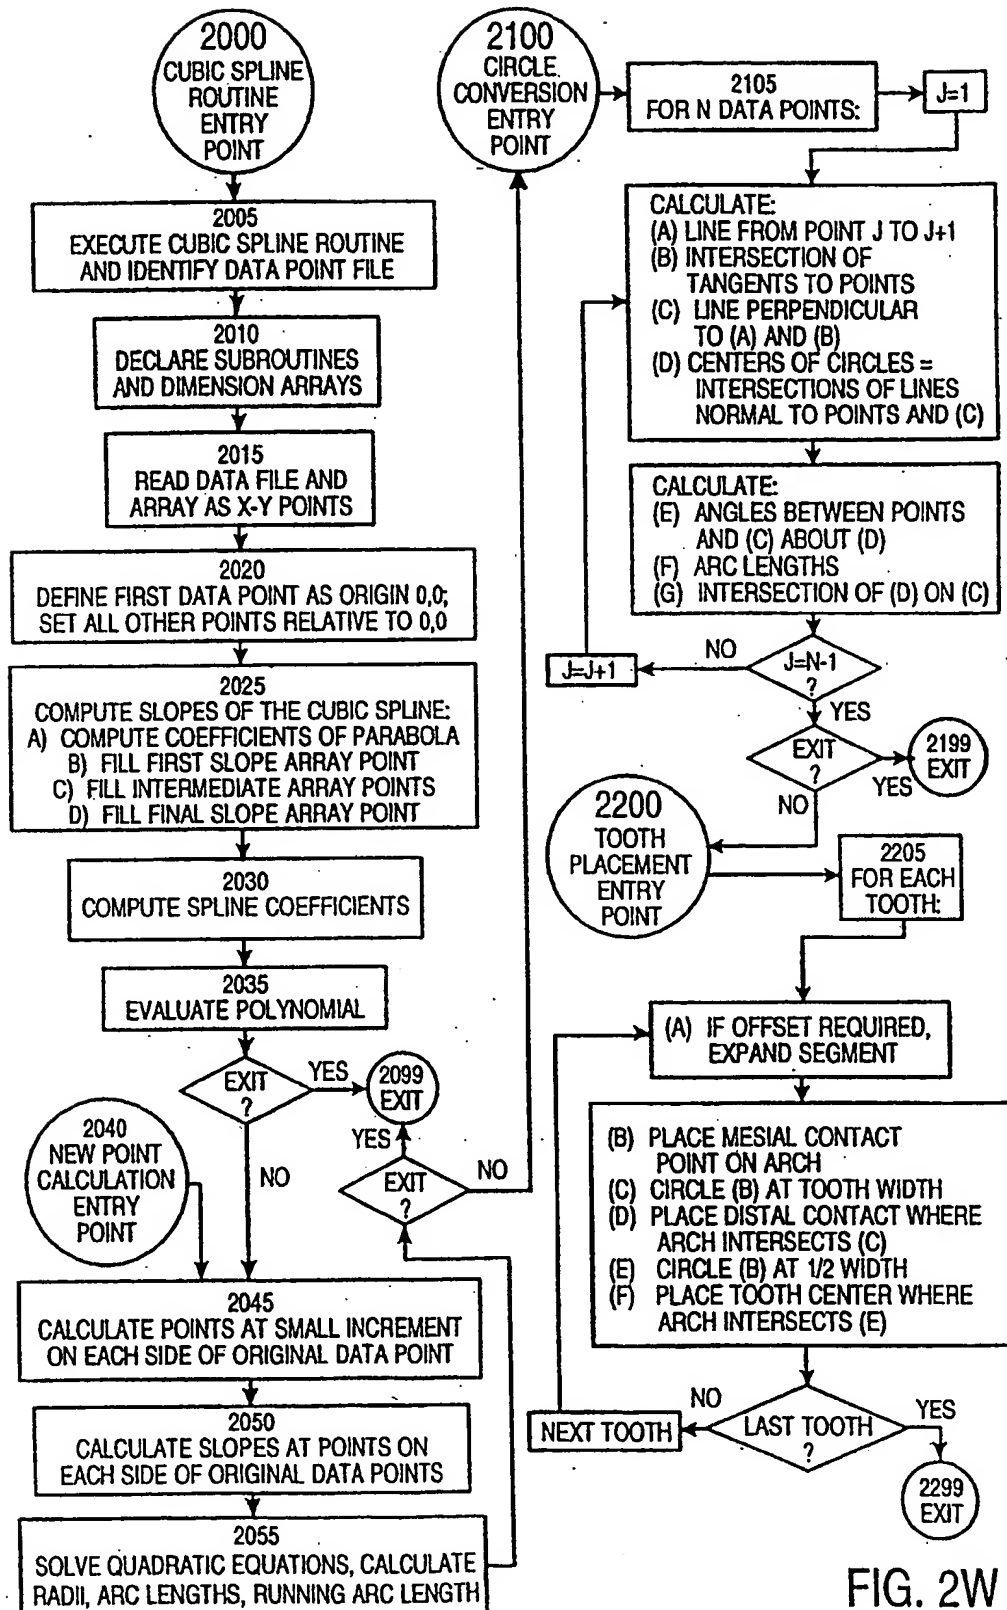 2000
CUBIC SPLINE
ROUTINE
ENTRY
POINT
2005
EXECUTE CUBIC SPLINE ROUTINE
AND IDENTIFY DATA POINT FILE
2010
DECLARE SUBROUTINES
AND DIMENSION ARRAYS
2015
READ DATA FILE AND
ARRAY AS X-Y POINTS
2020
DEFINE FIRST DATA POINT AS ORIGIN 0,0;
SET ALL OTHER POINTS RELATIVE TO 0,0
2025
COMPUTE SLOPES OF THE CUBIC SPLINE:
A) COMPUTE COEFFICIENTS OF PARABOLA
B) FILL FIRST SLOPE ARRAY POINT
C) FILL INTERMEDIATE ARRAY POINTS
D) FILL FINAL SLOPE ARRAY POINT
2030
COMPUTE SPLINE COEFFICIENTS
2035
EVALUATE POLYNOMIAL
EXIT
?
YES
2099
EXIT
NO
2040
NEW POINT
CALCULATION
ENTRY
POINT
YES
EXIT
?
NO
2045
CALCULATE POINTS AT SMALL INCREMENT
ON EACH SIDE OF ORIGINAL DATA POINT
2050
CALCULATE SLOPES AT POINTS ON
EACH SIDE OF ORIGINAL DATA POINTS
2055
SOLVE QUADRATIC EQUATIONS, CALCULATE
RADII, ARC LENGTHS, RUNNING ARC LENGTH
2100
CIRCLE
CONVERSION
ENTRY
POINT
2105
FOR N DATA POINTS:
J=1
CALCULATE:
(A) LINE FROM POINT J TO J+1
(B) INTERSECTION OF
TANGENTS TO POINTS
(C) LINE PERPENDICULAR
TO (A) AND (B)
(D) CENTERS OF CIRCLES =
INTERSECTIONS OF LINES
NORMAL TO POINTS AND (C)
CALCULATE:
(E) ANGLES BETWEEN POINTS
AND (C) ABOUT (D)
(F) ARC LENGTHS
(G) INTERSECTION OF (D) ON (C)
J=J+1
NO
J=N-1
?
YES
EXIT
?
YES
2199
EXIT
NO
2200
TOOTH
PLACEMENT
ENTRY
POINT
2205
FOR EACH
TOOTH:
(A) IF OFFSET REQUIRED,
EXPAND SEGMENT
(B) PLACE MESIAL CONTACT
POINT ON ARCH
(C) CIRCLE (B) AT TOOTH WIDTH
(D) PLACE DISTAL CONTACT WHERE
ARCH INTERSECTS (C)
(E) CIRCLE (B) AT 1/2 WIDTH
(F) PLACE TOOTH CENTER WHERE
ARCH INTERSECTS (E)
NEXT TOOTH
NO
LAST TOOTH
?
YES
2299
EXIT
FIG. 2W